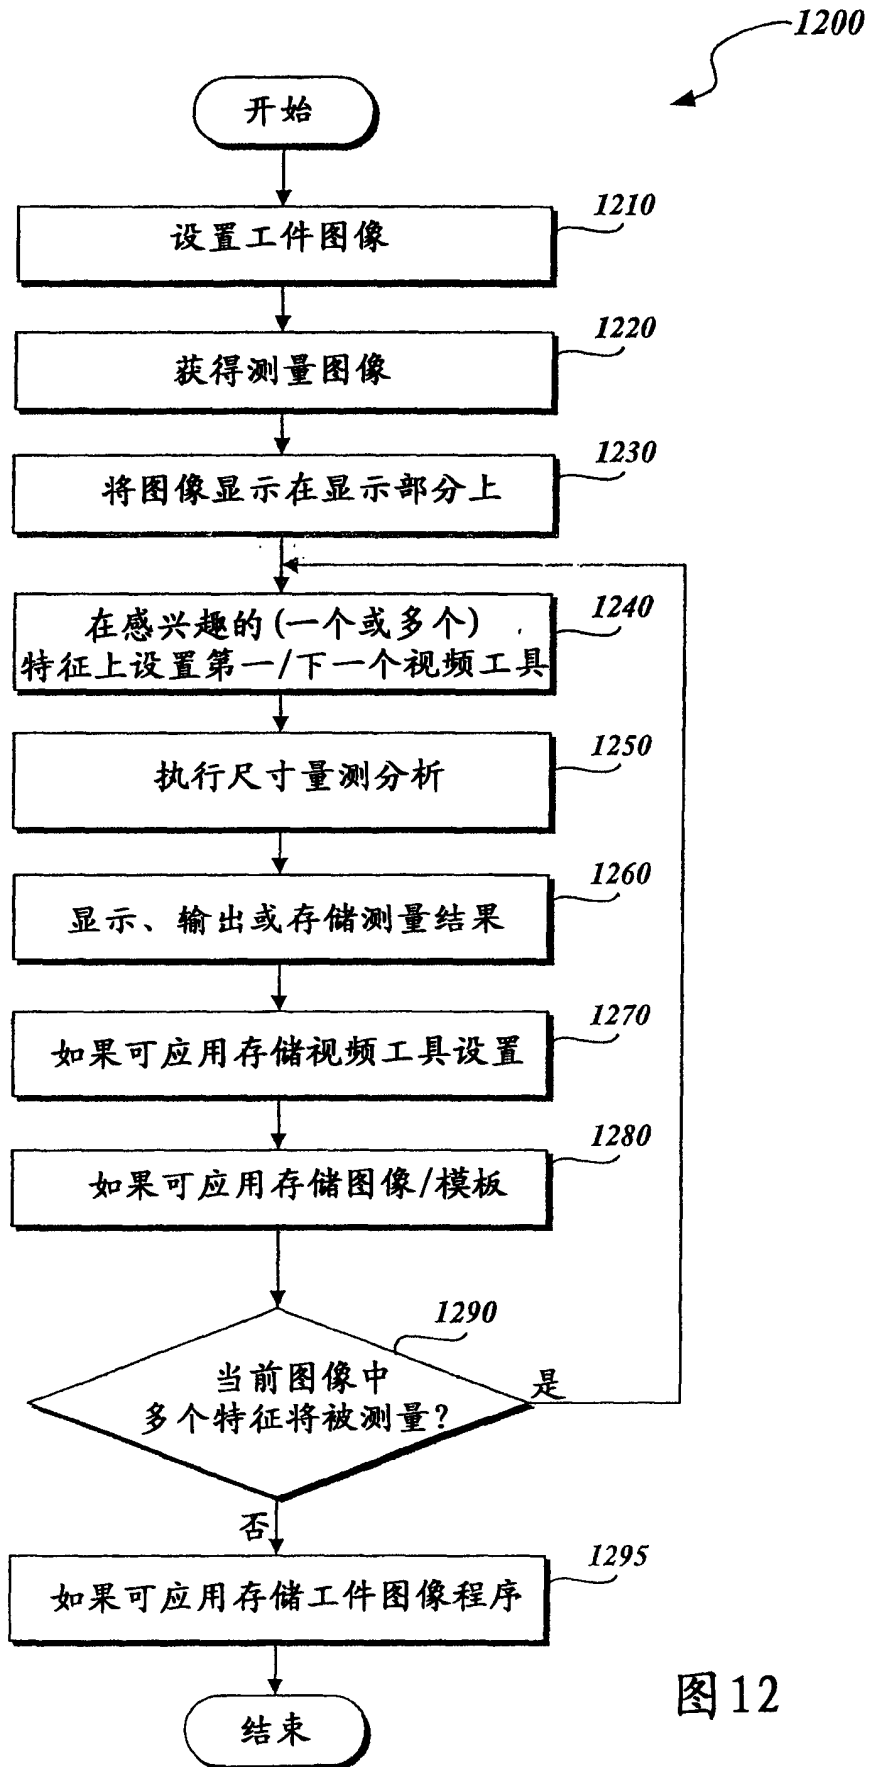 1200
开始
1210
设置工件图像
1220
获得测量图像
1230
将图像显示在显示部分上
1240
在感兴趣的(一个或多个)
特征上设置第一/下一个视频工具
1250
执行尺寸量测分析
1260
显示、输出或存储测量结果
1270
如果可应用存储视频工具设置
1280
如果可应用存储图像/模板
1290
当前图像中
多个特征将被测量?
是
否
1295
如果可应用存储工件图像程序
结束
图12